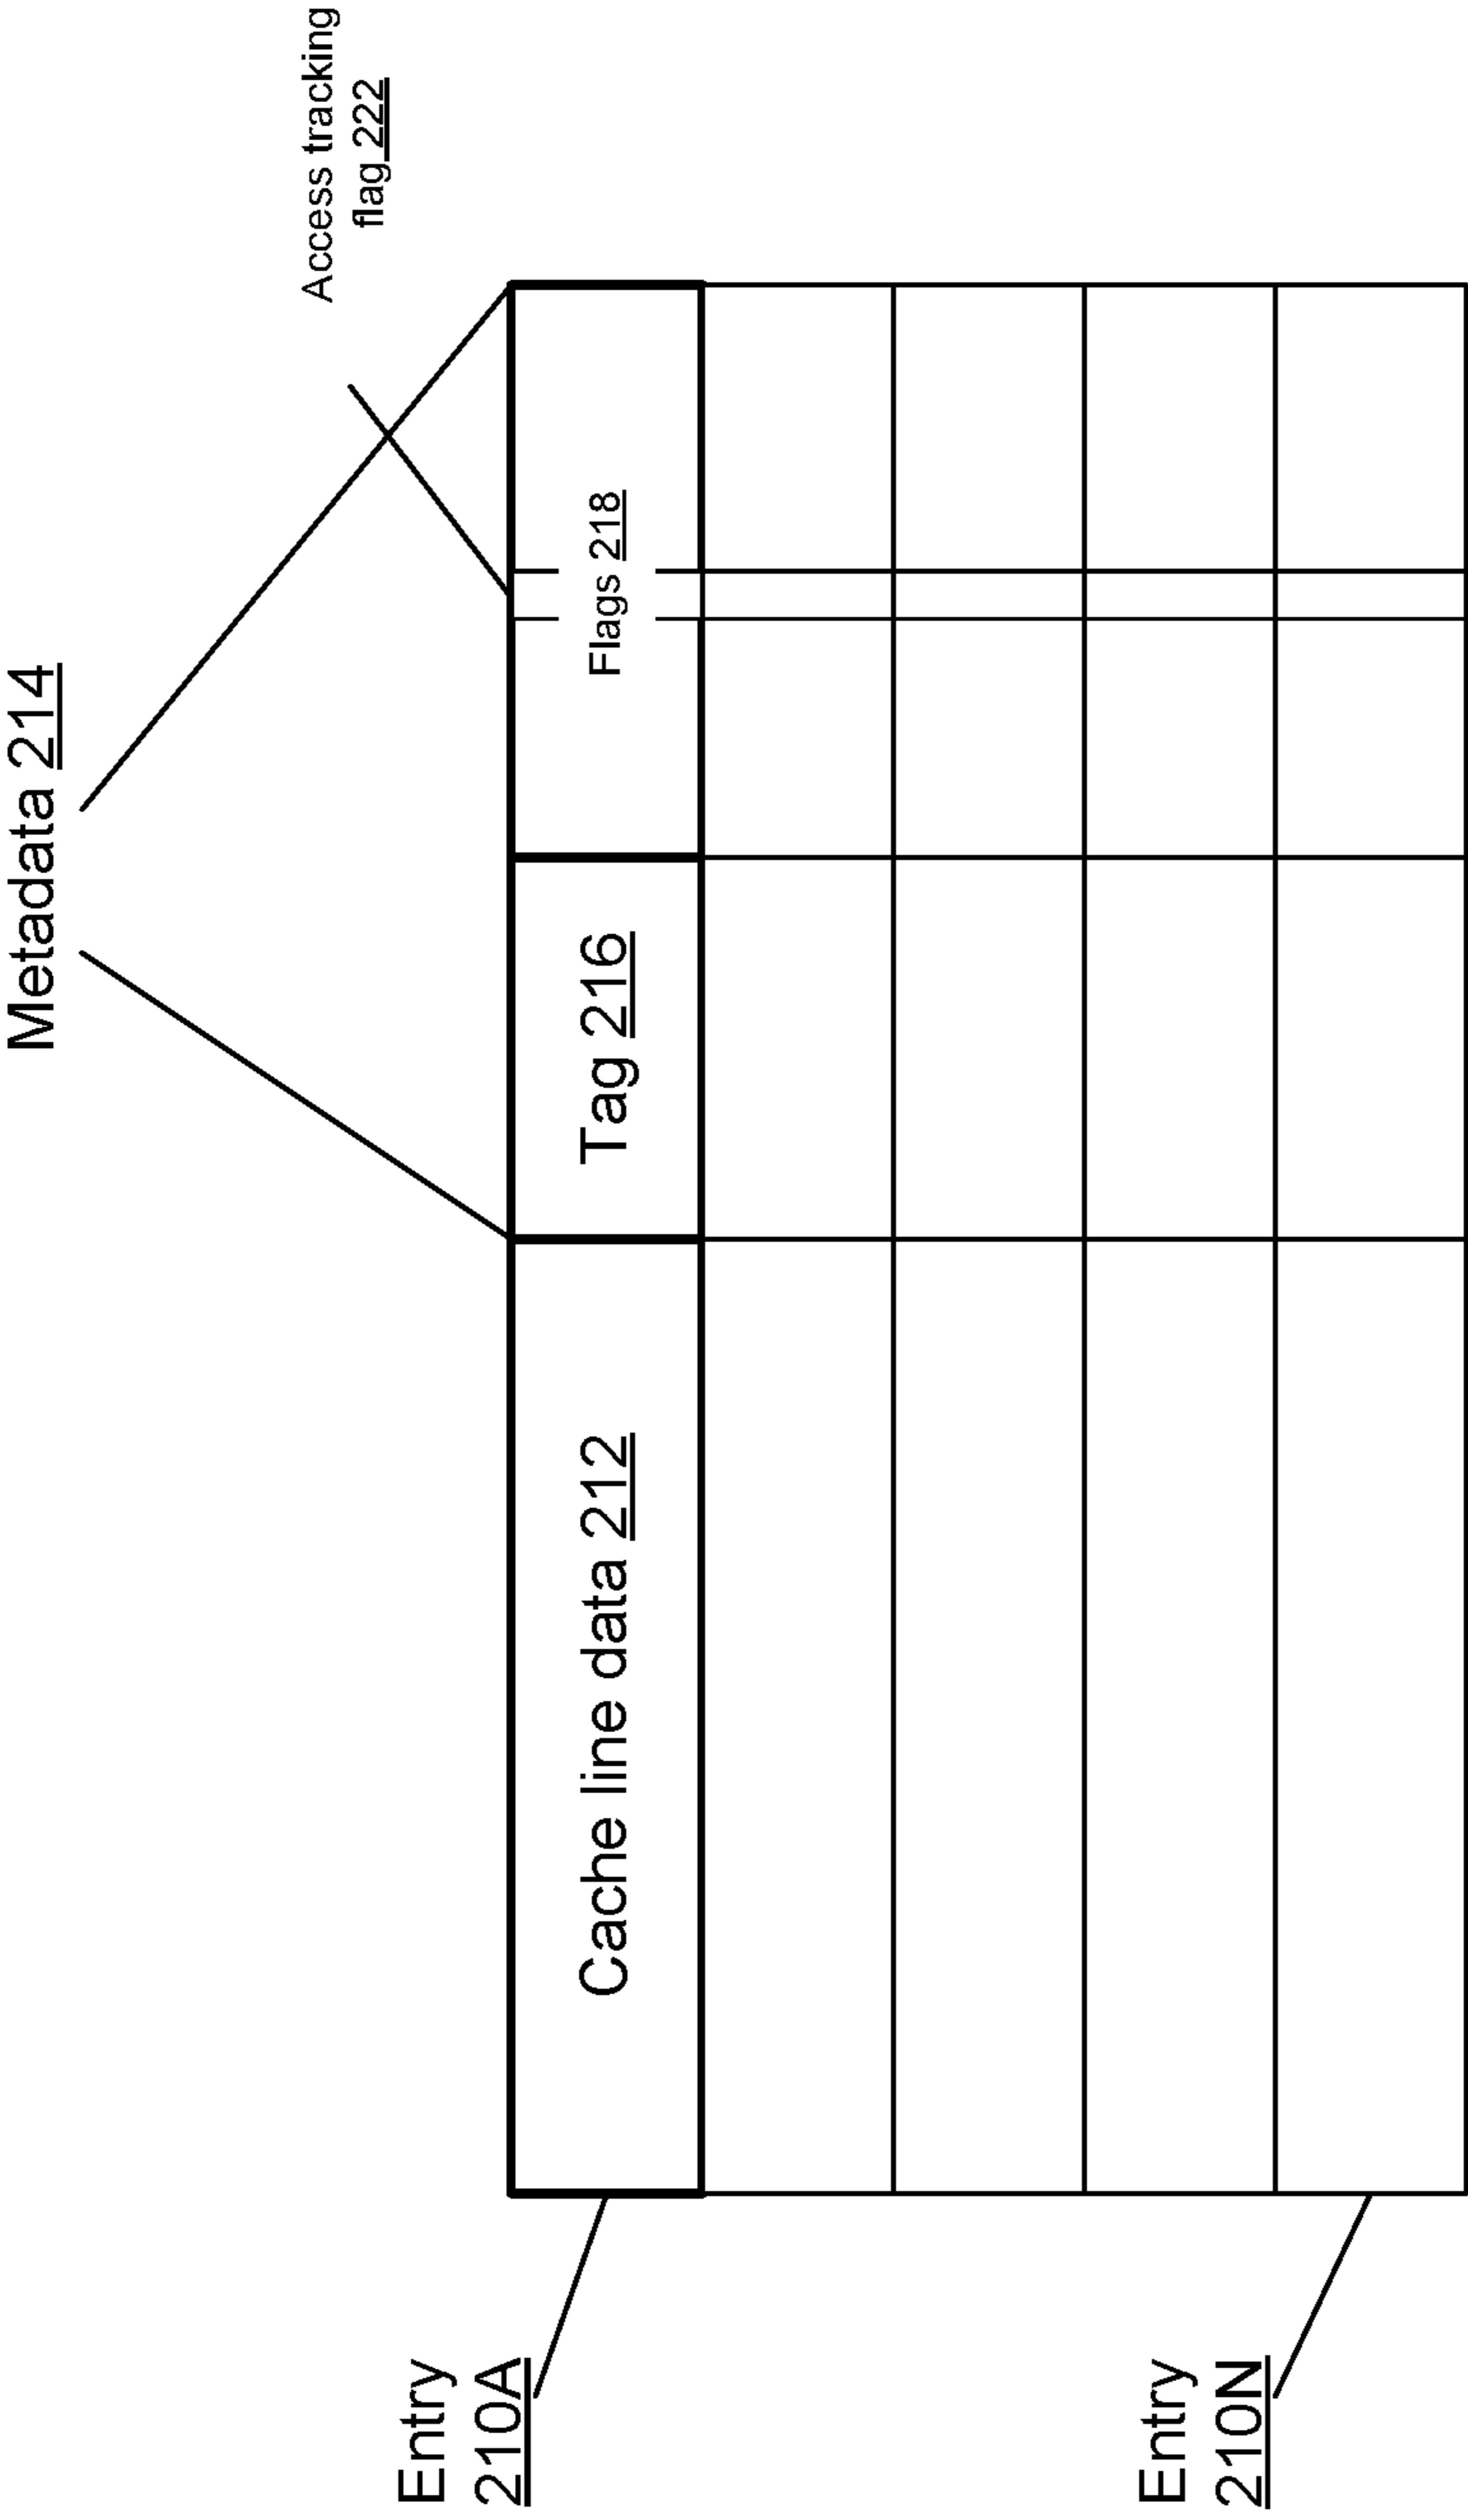 Metadata 214
Access tracking
flag 222
Entry
210A
Cache line data 212
Tag 216
Flags 218
Entry
210N